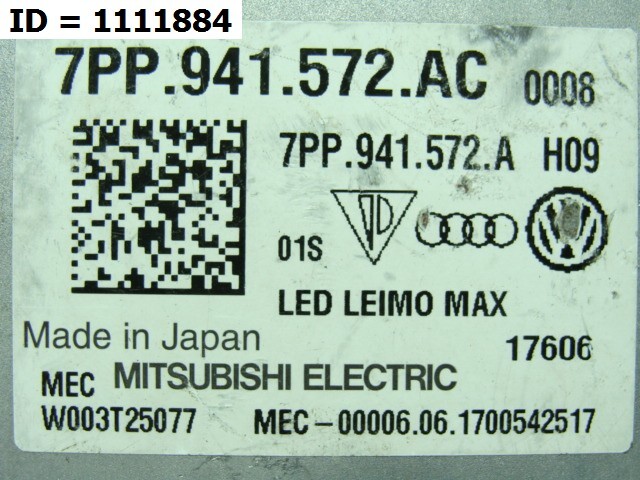 ID = 1111884
7PP.941.572.AC 0008
7PP.941.572.A H09
01S
LED LEIMO MAX
Made in Japan 17606
MEC MITSUBISHI ELECTRIC
W003T25077 MEC-00006.06.1700542517